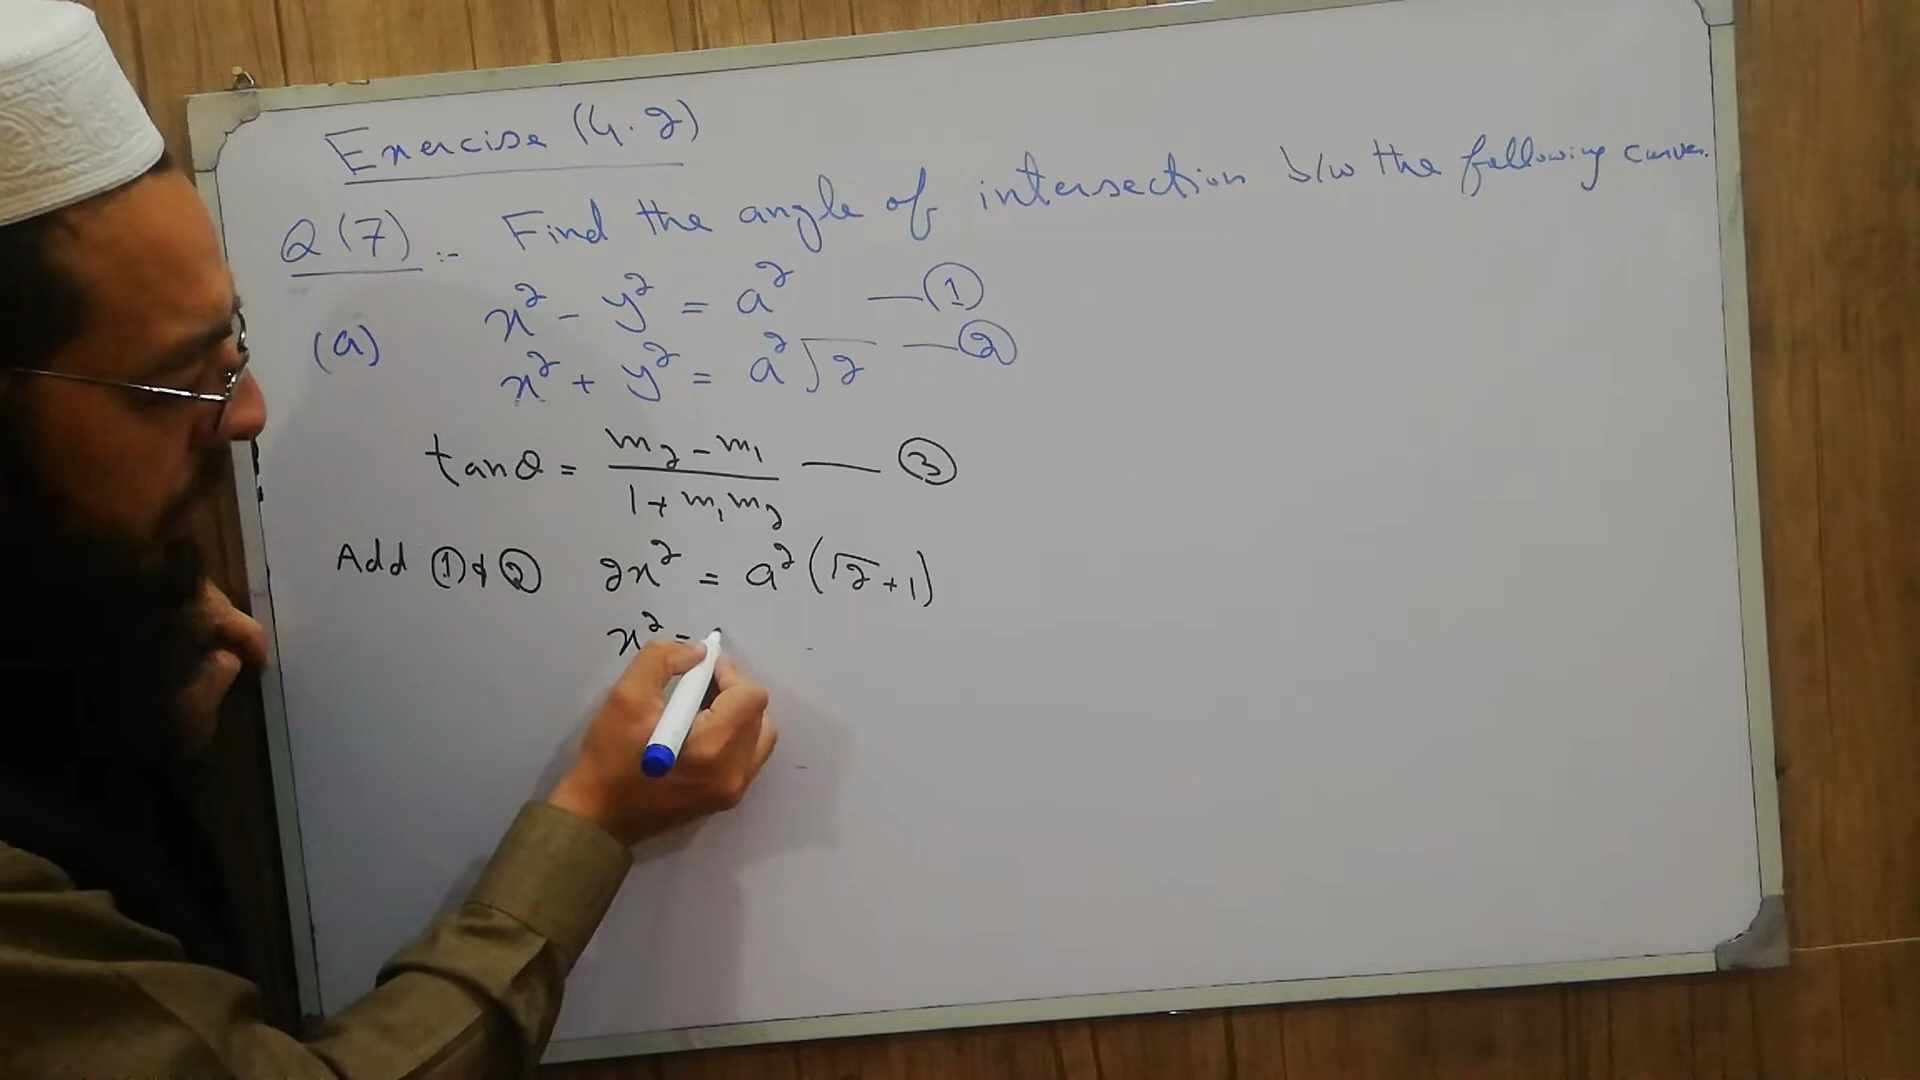 Exercise (4.2)
Q(7) :- Find the angle of intersection b/w the following curves.
(a) x² - y² = a² — ①
x² + y² = a²√2 — ②
tanθ = (m₂ - m₁)/(1 + m₁m₂) — ③
Add ① & ② 2x² = a²(√2 + 1)
x² =